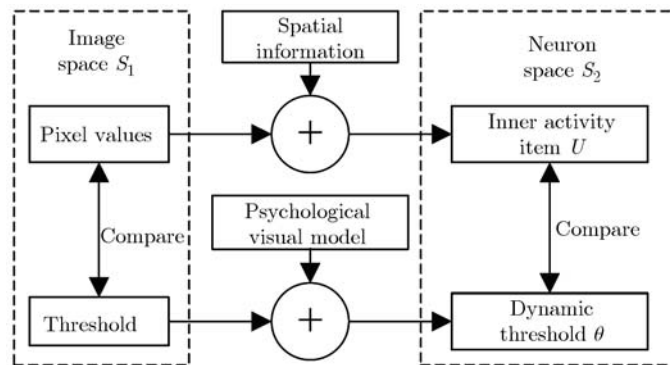 Image
space S₁
Spatial
information
Neuron
space S₂
Pixel values
+
Inner activity
item U
Compare
Psychological
visual model
Compare
Threshold
+
Dynamic
threshold θ